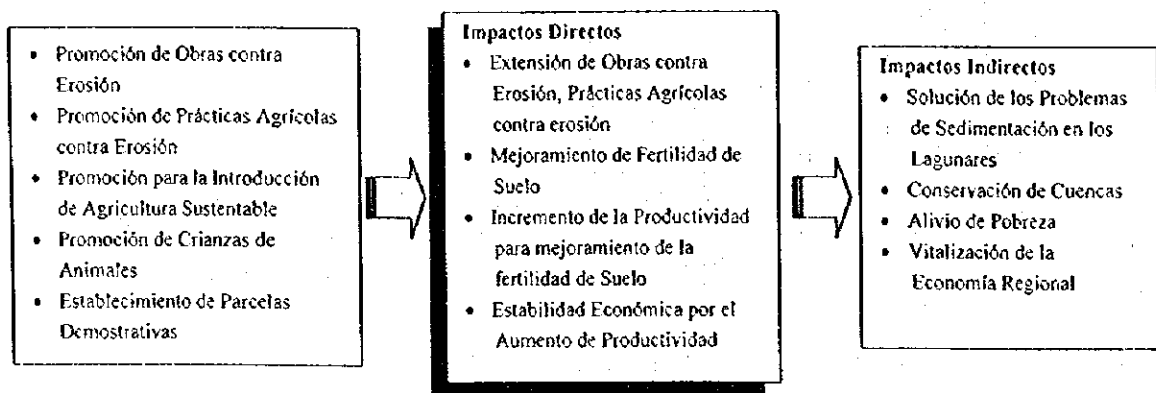 • Promoción de Obras contra
Erosión
• Promoción de Prácticas Agrícolas
contra Erosión
• Promoción para la Introducción
de Agricultura Sustentable
• Promoción de Crianzas de
Animales
• Establecimiento de Parcelas
Demostrativas
Impactos Directos
• Extensión de Obras contra
Erosión, Prácticas Agrícolas
contra erosión
• Mejoramiento de Fertilidad de
Suelo
• Incremento de la Productividad
para mejoramiento de la
fertilidad de Suelo
• Estabilidad Económica por el
Aumento de Productividad
Impactos Indirectos
• Solución de los Problemas
de Sedimentación en los
Lagunares
• Conservación de Cuencas
• Alivio de Pobreza
• Vitalización de la
Economía Regional